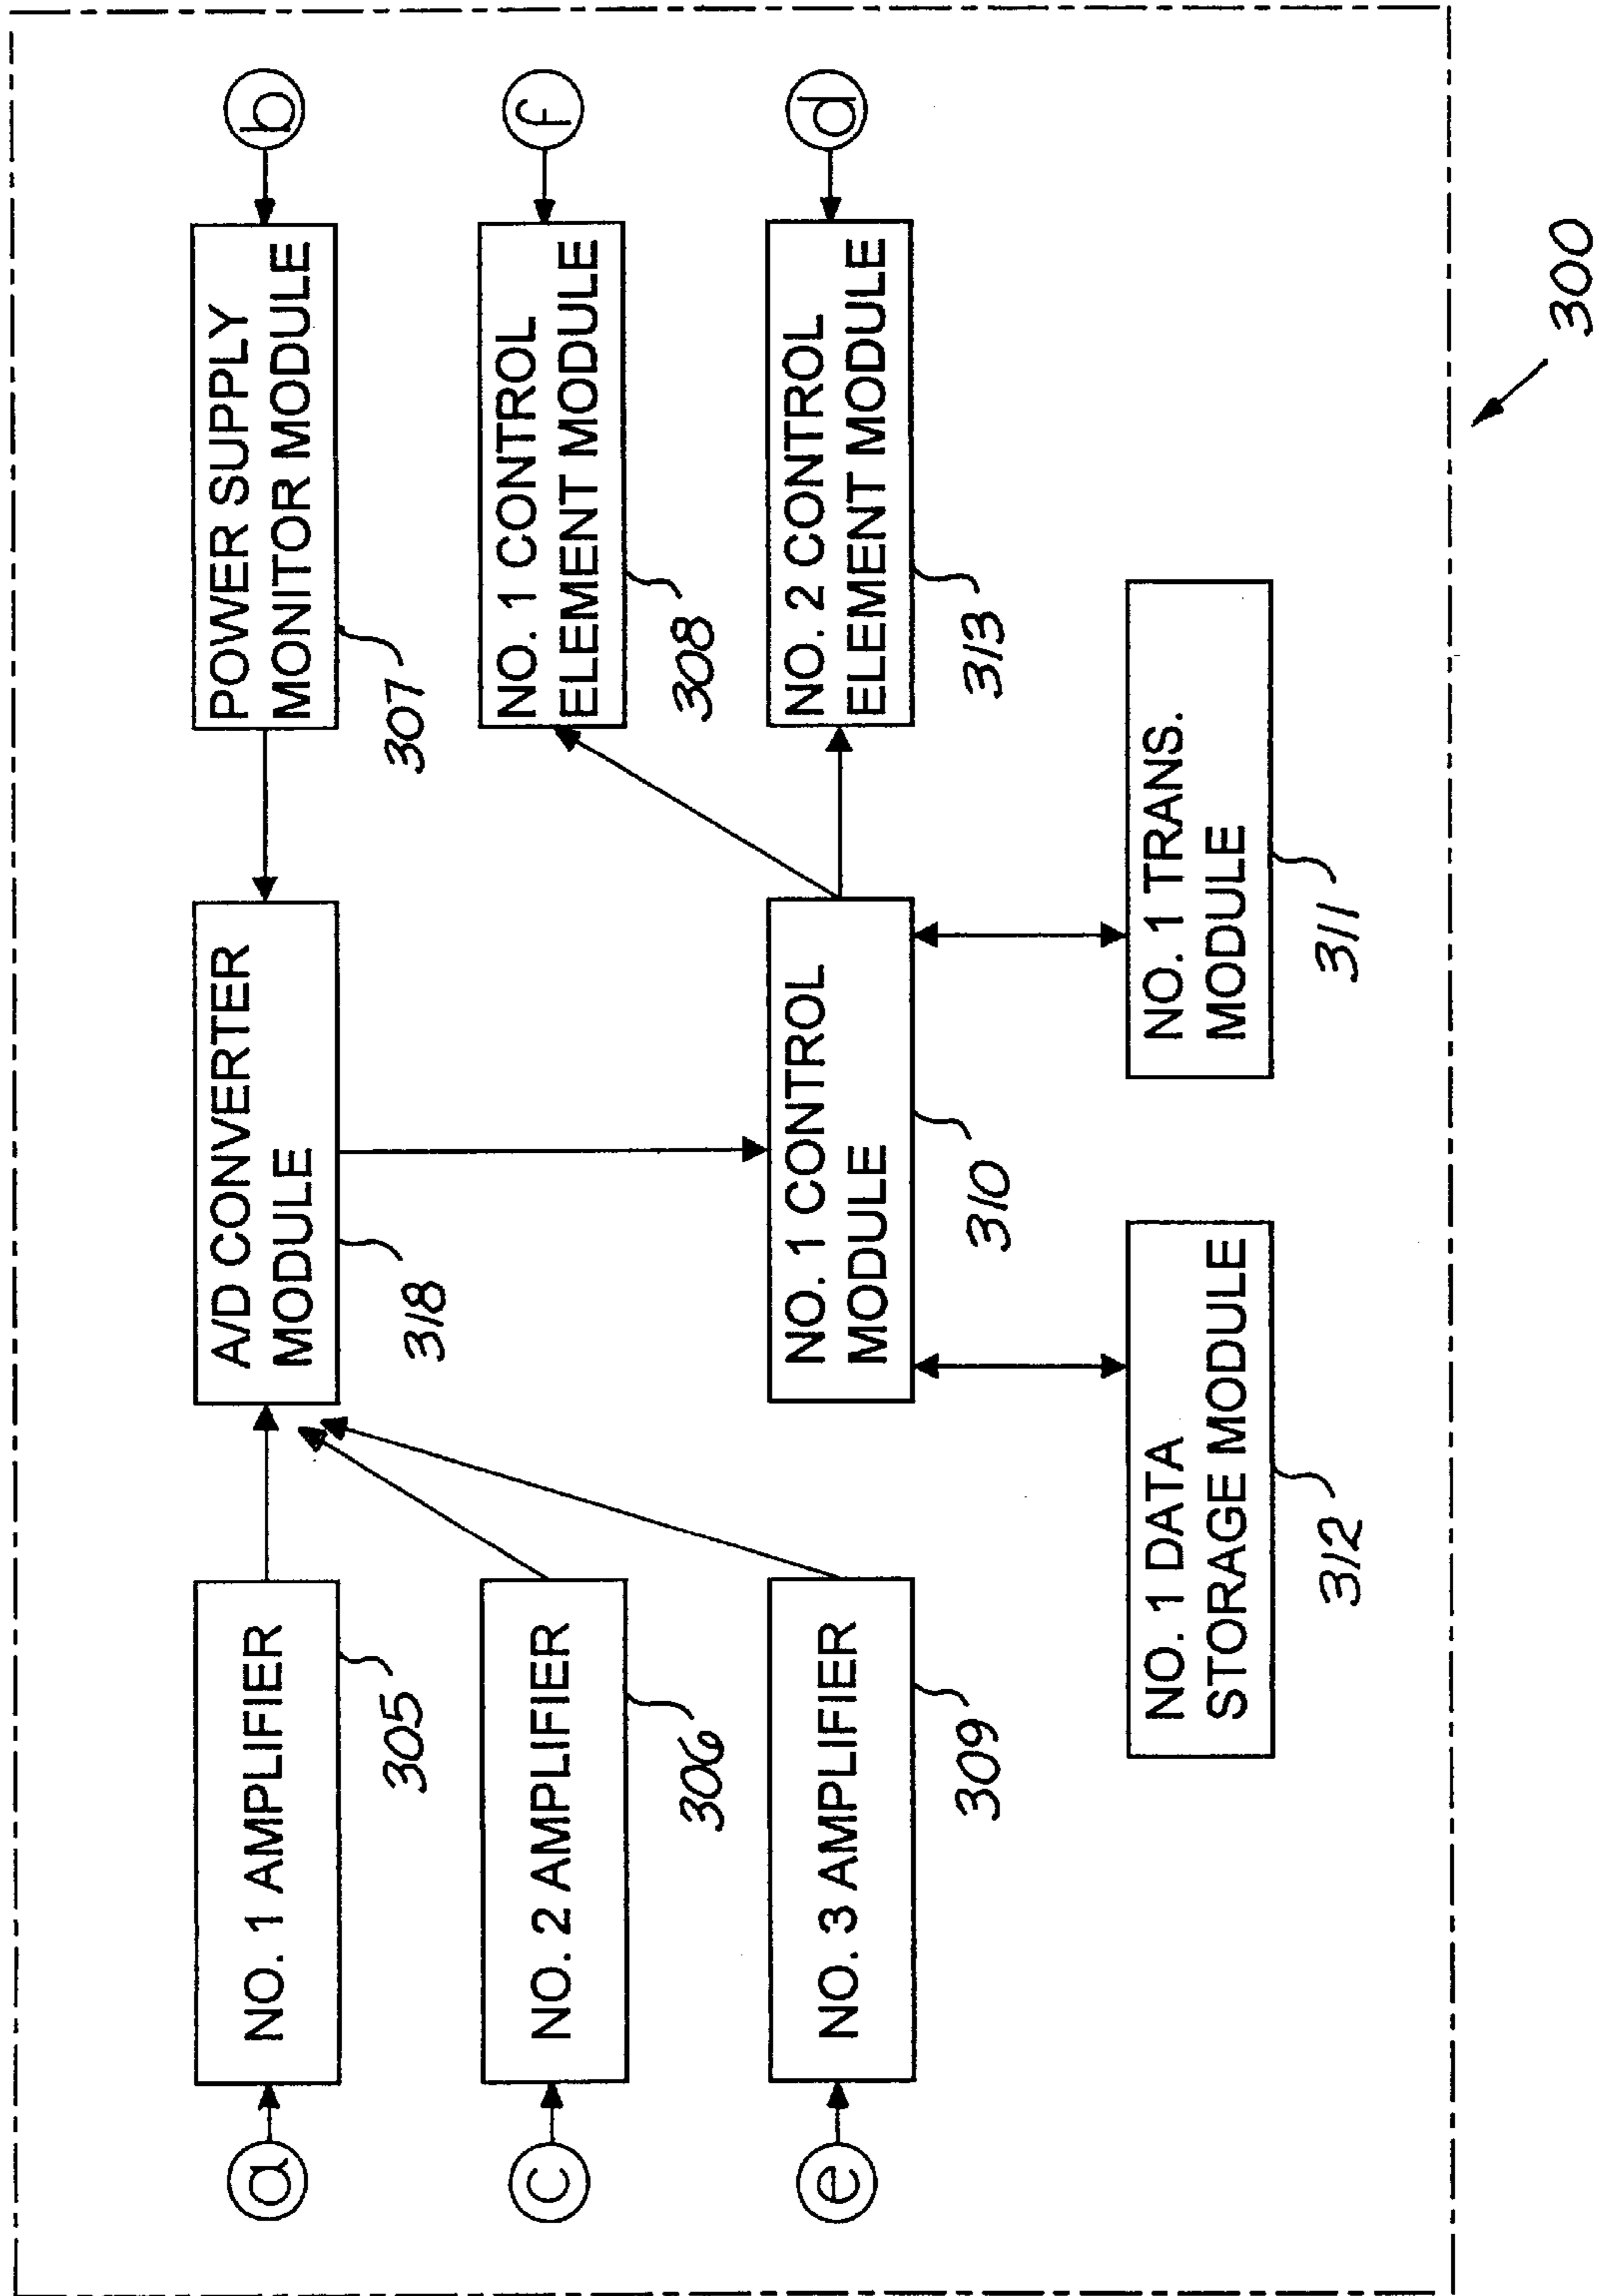 a
NO. 1 AMPLIFIER
305
A/D CONVERTER
MODULE
318
POWER SUPPLY
MONITOR MODULE
307
b
c
NO. 2 AMPLIFIER
306
NO. 1 CONTROL
ELEMENT MODULE
308
f
e
NO. 3 AMPLIFIER
309
NO. 1 CONTROL
MODULE
310
NO. 2 CONTROL
ELEMENT MODULE
313
d
NO. 1 DATA
STORAGE MODULE
312
NO. 1 TRANS.
MODULE
311
300